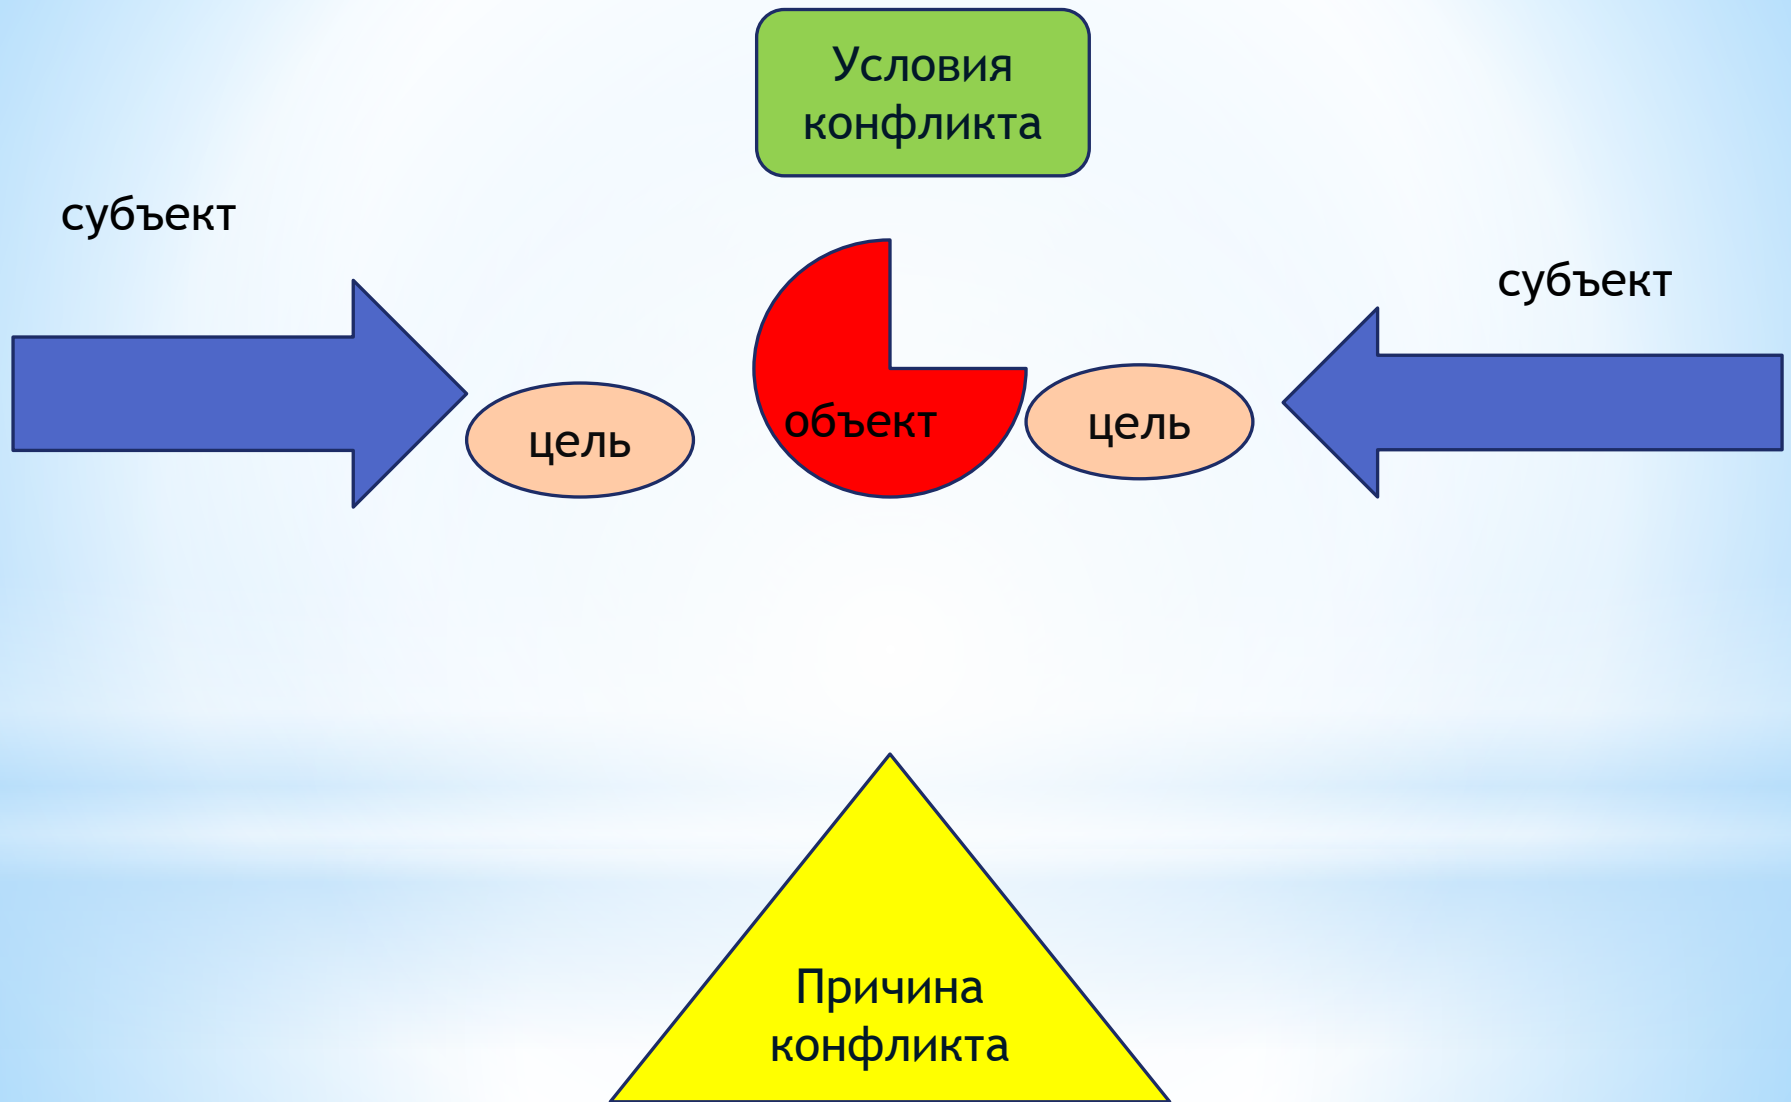 Условия
конфликта
субъект
субъект
объект
цель
цель
Причина
конфликта